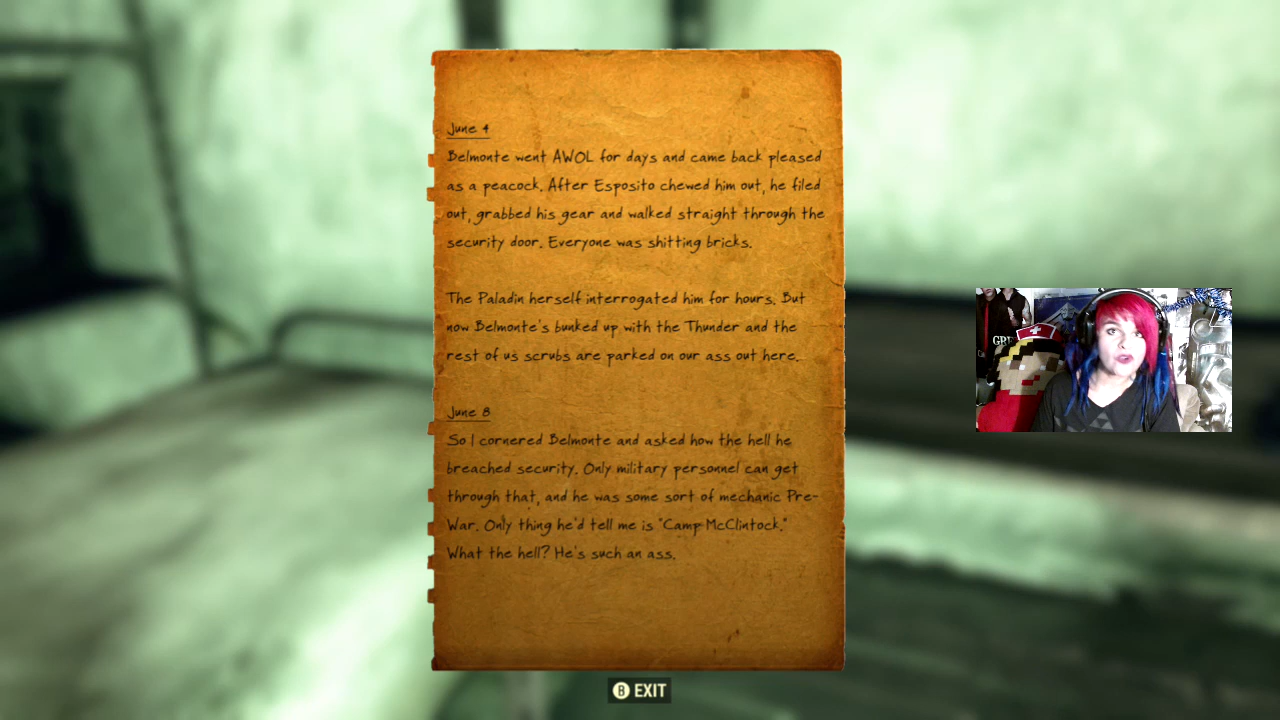 June 4
Belmonte went AWOL for days and came back pleased
as a peacock. After Esposito chewed him out, he filed
out, grabbed his gear and walked straight through the
security door. Everyone was shitting bricks.
The Paladin herself interrogated him for hours. But
now Belmonte's bunked up with the Thunder and the
rest of us scrubs are parked on our ass out here.
June 8
So I cornered Belmonte and asked how the hell he
breached security. Only military personnel can get
through that, and he was some sort of mechanic Pre-
War. Only thing he'd tell me is "Camp McClintock."
What the hell? He's such an ass.
B EXIT